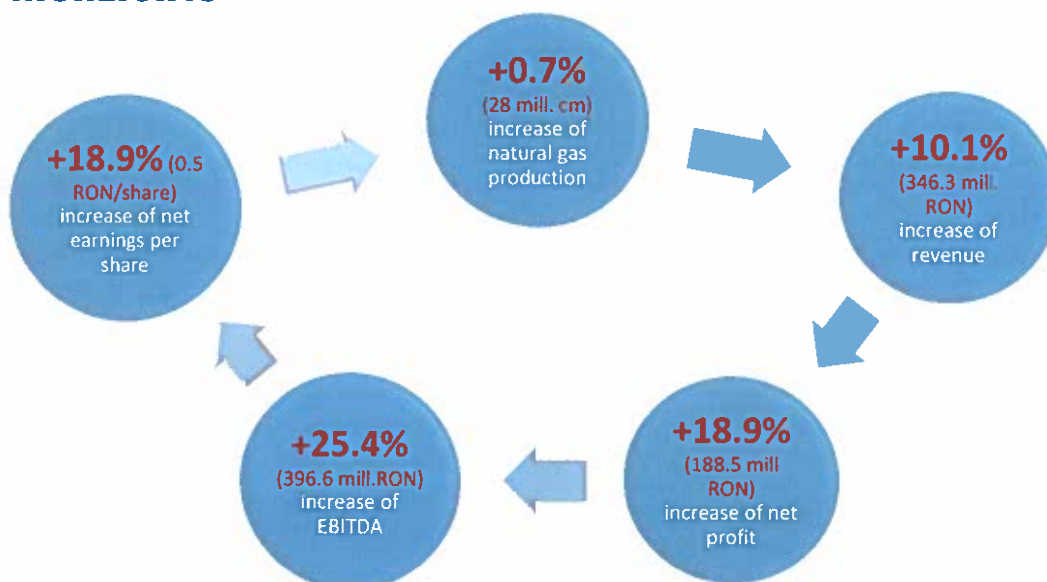 +0.7%
(28 mill. cm)
increase of
natural gas
production
+10.1%
(346.3 mill.
RON)
increase of
revenue
+18.9%
(188.5 mill
RON)
increase of net
profit
+25.4%
(396.6 mill.RON)
increase of
EBITDA
+18.9% (0.5
RON/share)
increase of net
earnings per
share